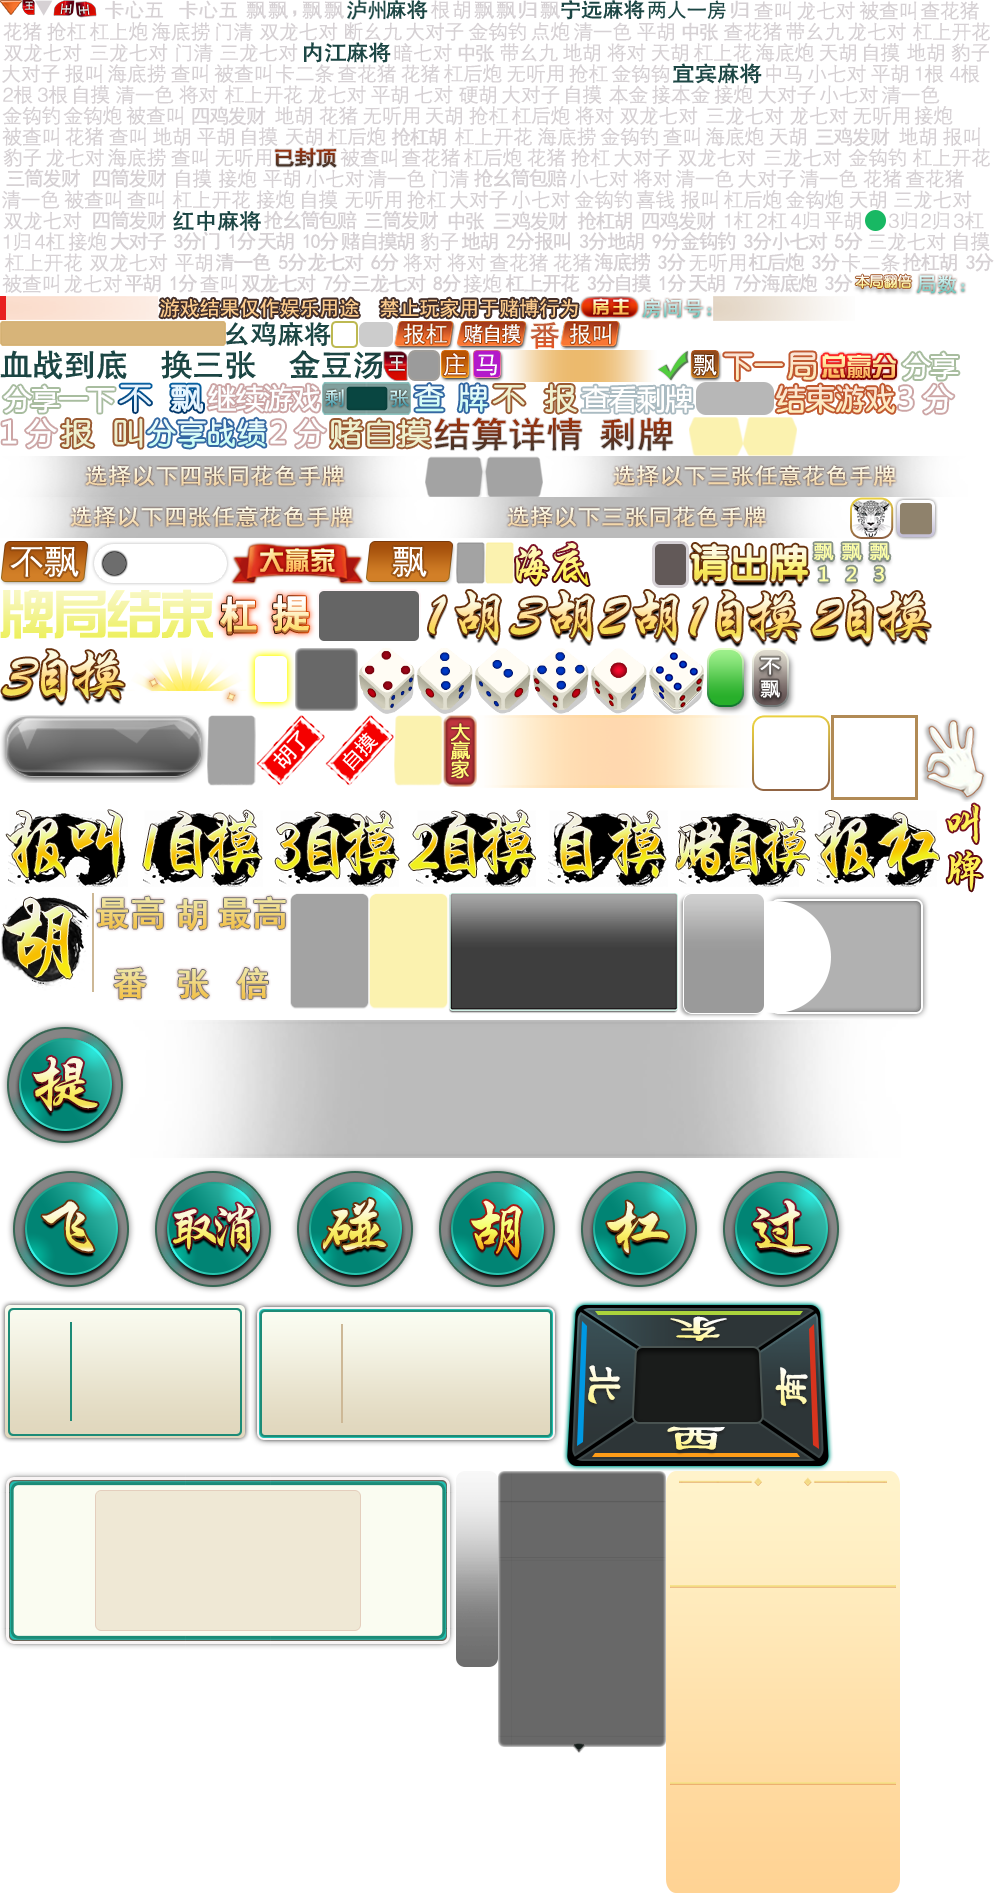 卡心五 卡心五 飘飘，飘飘 泸州麻将 根 胡 飘飘 归 飘 宁远麻将 两人一房 归 查叫 龙七对 被查叫 查花猪
花猪 抢杠 杠上炮 海底捞 门清 双龙七对 断幺九 大对子 金钩钓 点炮 清一色 平胡 中张 查花猪 带幺九 龙七对 杠上开花
双龙七对 三龙七对 门清 三龙七对 内江麻将 暗七对 中张 带幺九 地胡 将对 天胡 杠上花 海底炮 天胡 自摸 地胡 豹子
大对子 报叫 海底捞 查叫 被查叫 卡二条 查花猪 花猪 杠后炮 无听用 抢杠 金钩钩 宜宾麻将 中马 小七对 平胡 1根 4根
2根 3根 自摸 清一色 将对 杠上开花 龙七对 平胡 七对 硬胡 大对子 自摸 本金 接本金 接炮 大对子 小七对 清一色
金钩钓 金钩炮 被查叫 四鸡发财 地胡 花猪 无听用 天胡 抢杠 杠后炮 将对 双龙七对 三龙七对 龙七对 无听用 接炮
被查叫 花猪 查叫 地胡 平胡 自摸 天胡 杠后炮 抢杠胡 杠上开花 海底捞 金钩钓 查叫 海底炮 天胡 三鸡发财 地胡 报叫
豹子 龙七对 海底捞 查叫 无听用 已封顶 被查叫 查花猪 杠后炮 花猪 抢杠 大对子 双龙七对 三龙七对 金钩钓 杠上开花
三筒发财 四筒发财 自摸 接炮 平胡 小七对 清一色 门清 抢幺筒包赔 小七对 将对 清一色 大对子 清一色 花猪 查花猪
清一色 被查叫 查叫 杠上开花 接炮 自摸 无听用 抢杠 大对子 小七对 金钩钓 喜钱 报叫 杠后炮 金钩炮 天胡 三龙七对
双龙七对 四筒发财 红中麻将 抢幺筒包赔 三筒发财 中张 三鸡发财 抢杠胡 四鸡发财 1杠 2杠 4归 平胡 3归 2归 3杠
1归 4杠 接炮 大对子 3分 门 1分 天胡 10分 赌自摸胡 豹子 地胡 2分 报叫 3分 地胡 9分 金钩钓 3分 小七对 5分 三龙七对 自摸
杠上开花 双龙七对 平胡 清一色 5分 龙七对 6分 将对 将对 查花猪 花猪 海底捞 3分 无听用 杠后炮 3分 卡二条 抢杠胡 3分
被查叫 龙七对 平胡 1分 查叫 双龙七对 7分 三龙七对 8分 接炮 杠上开花 3分 自摸 1分 天胡 7分 海底炮 3分 本局翻倍 局数：
游戏结果仅作娱乐用途 禁止玩家用于赌博行为 房主 房间号：
幺鸡麻将 报杠 赌自摸 番 报叫
血战到底 换三张 金豆汤 王 庄 马 飘 下一局 总赢分 分享
分享一下 不 飘 继续游戏 剩 张 查 牌 不 报 查看剩牌 结束游戏 3 分
1 分 报 叫 分享战绩 2 分 赌自摸 结算详情 剩牌
选择以下四张同花色手牌 选择以下三张任意花色手牌
选择以下四张任意花色手牌 选择以下三张同花色手牌
不飘 大赢家 飘 海底 请出牌 飘1 飘2 飘3
牌局结束 杠 提 1胡 3胡 2胡 1自摸 2自摸
3自摸 不飘
胡了 自摸 大赢家
报叫 1自摸 3自摸 2自摸 自摸 赌自摸 报杠 叫牌
胡 最高 胡 最高
番 张 倍
提
飞 取消 碰 胡 杠 过
东
北 南
西